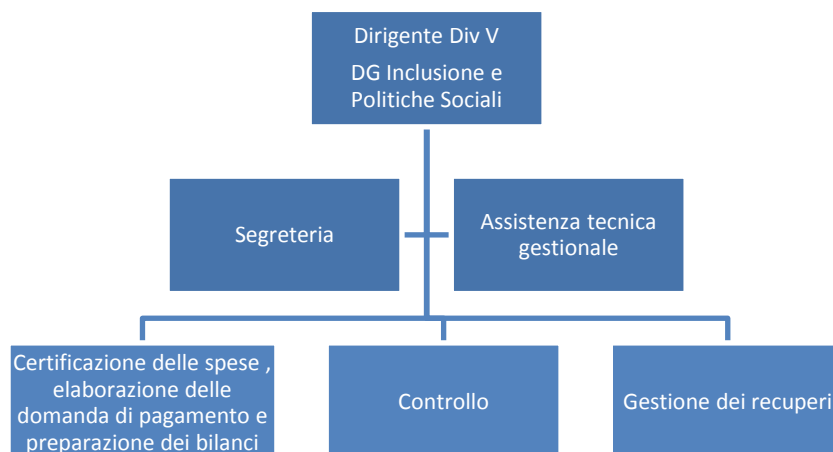 Dirigente Div V
DG Inclusione e
Politiche Sociali
Segreteria
Assistenza tecnica
gestionale
Certificazione delle spese ,
elaborazione delle
domanda di pagamento e
preparazione dei bilanci
Controllo
Gestione dei recuperi